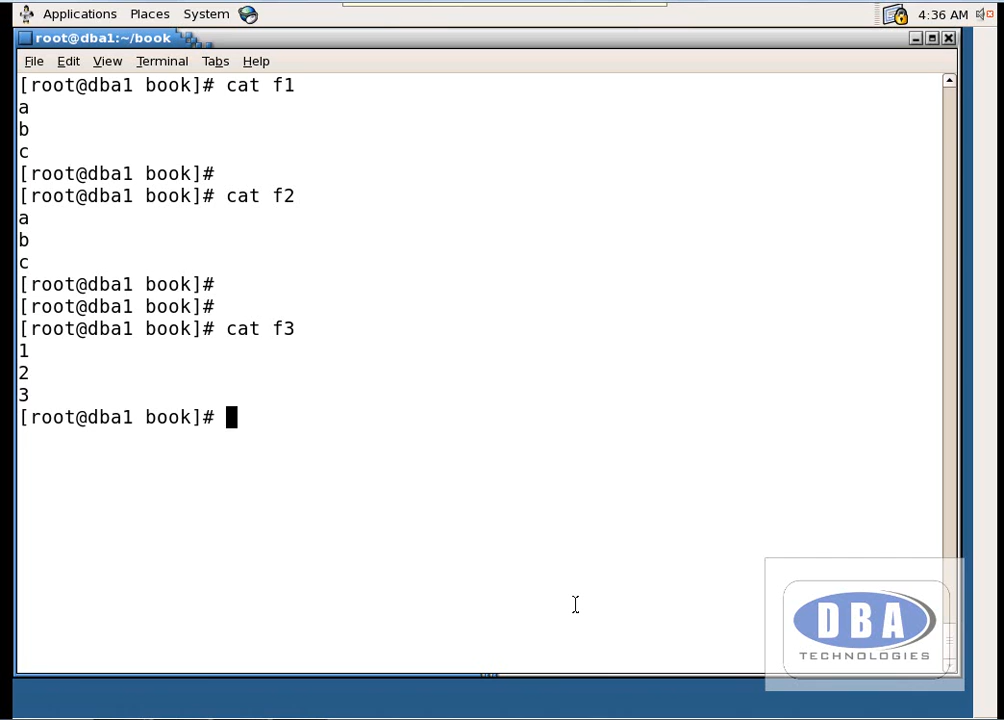 Applications Places System 4:36 AM
root@dba1:~/book
File Edit View Terminal Tabs Help
[root@dba1 book]# cat f1
a
b
c
[root@dba1 book]#
[root@dba1 book]# cat f2
a
b
c
[root@dba1 book]#
[root@dba1 book]#
[root@dba1 book]# cat f3
1
2
3
[root@dba1 book]#
DBA
TECHNOLOGIES